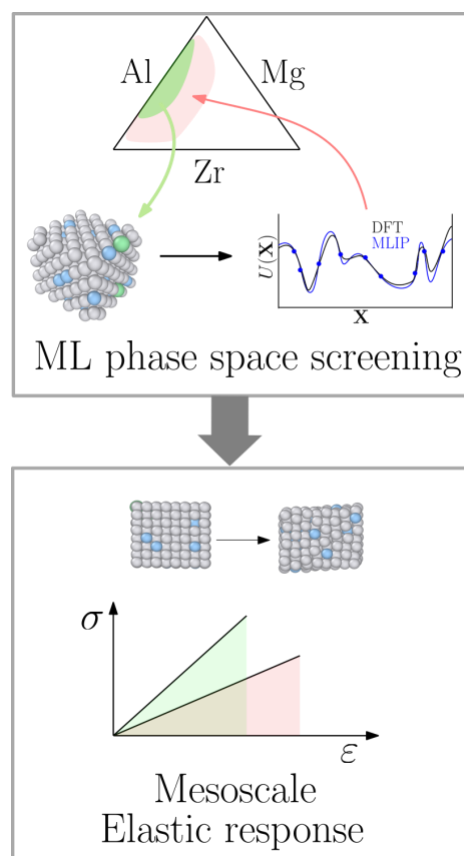 Al Mg
Zr
DFT
MLIP
U(X)
X
ML phase space screening
σ
ε
Mesoscale
Elastic response